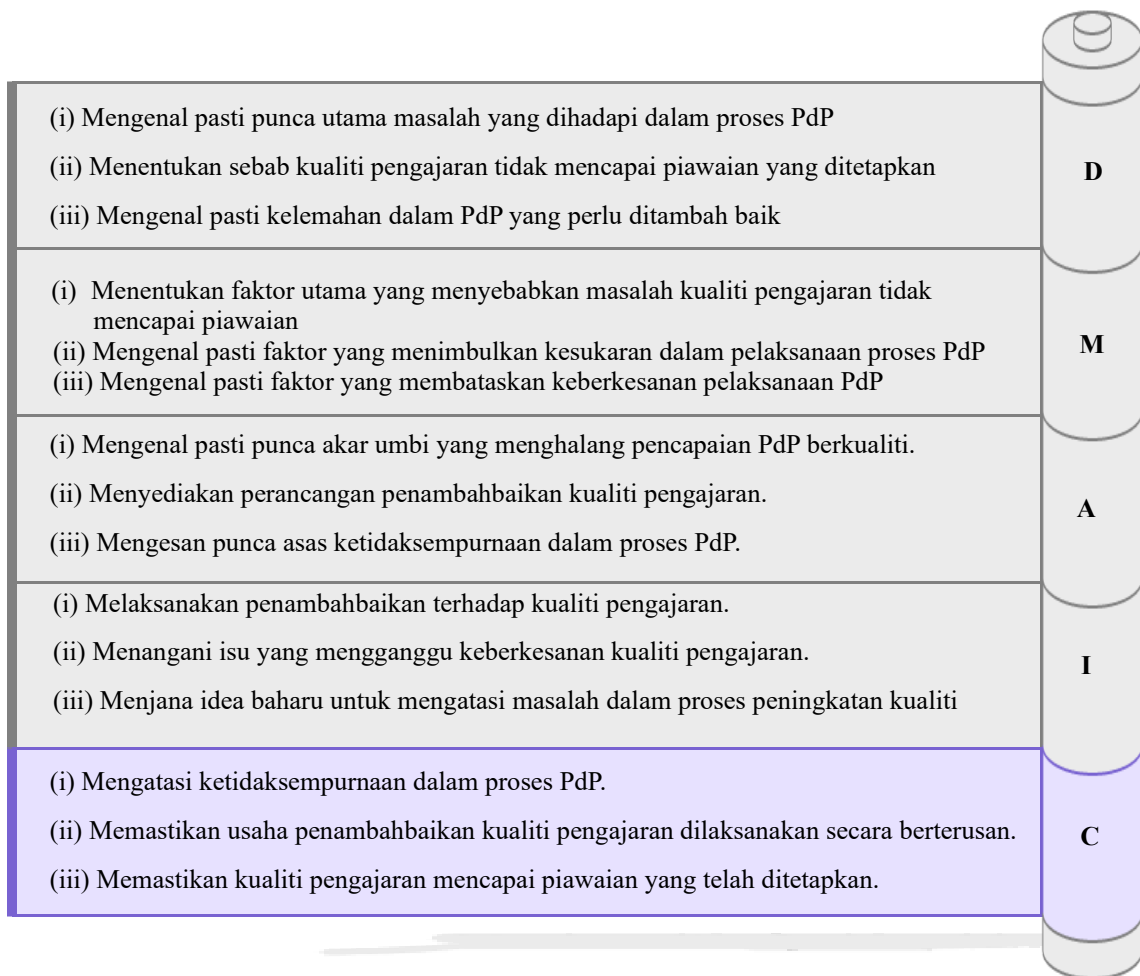 (i) Mengenal pasti punca utama masalah yang dihadapi dalam proses PdP
(ii) Menentukan sebab kualiti pengajaran tidak mencapai piawaian yang ditetapkan
(iii) Mengenal pasti kelemahan dalam PdP yang perlu ditambah baik
D
(i) Menentukan faktor utama yang menyebabkan masalah kualiti pengajaran tidak
mencapai piawaian
(ii) Mengenal pasti faktor yang menimbulkan kesukaran dalam pelaksanaan proses PdP
(iii) Mengenal pasti faktor yang membataskan keberkesanan pelaksanaan PdP
M
(i) Mengenal pasti punca akar umbi yang menghalang pencapaian PdP berkualiti.
(ii) Menyediakan perancangan penambahbaikan kualiti pengajaran.
(iii) Mengesan punca asas ketidaksempurnaan dalam proses PdP.
A
(i) Melaksanakan penambahbaikan terhadap kualiti pengajaran.
(ii) Menangani isu yang mengganggu keberkesanan kualiti pengajaran.
(iii) Menjana idea baharu untuk mengatasi masalah dalam proses peningkatan kualiti
I
(i) Mengatasi ketidaksempurnaan dalam proses PdP.
(ii) Memastikan usaha penambahbaikan kualiti pengajaran dilaksanakan secara berterusan.
(iii) Memastikan kualiti pengajaran mencapai piawaian yang telah ditetapkan.
C